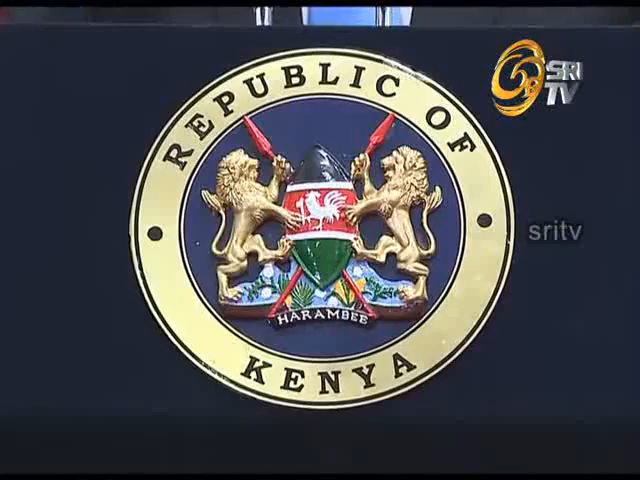 REPUBLIC OF
KENYA
HARAMBEE
SRI
TV
sritv